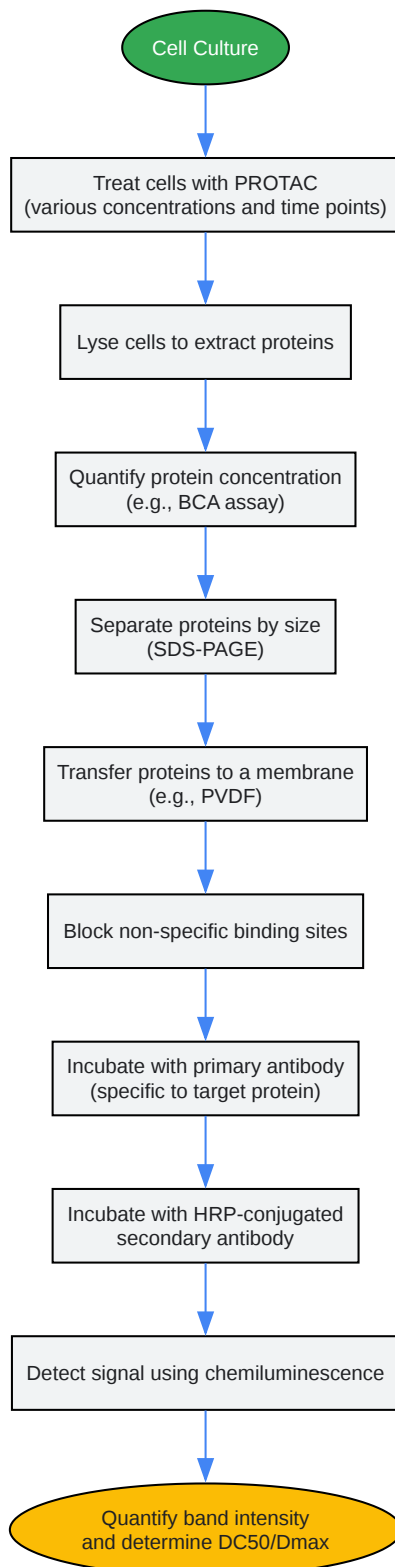 Cell Culture
Treat cells with PROTAC
(various concentrations and time points)
Lyse cells to extract proteins
Quantify protein concentration
(e.g., BCA assay)
Separate proteins by size
(SDS-PAGE)
Transfer proteins to a membrane
(e.g., PVDF)
Block non-specific binding sites
Incubate with primary antibody
(specific to target protein)
Incubate with HRP-conjugated
secondary antibody
Detect signal using chemiluminescence
Quantify band intensity
and determine DC50/Dmax